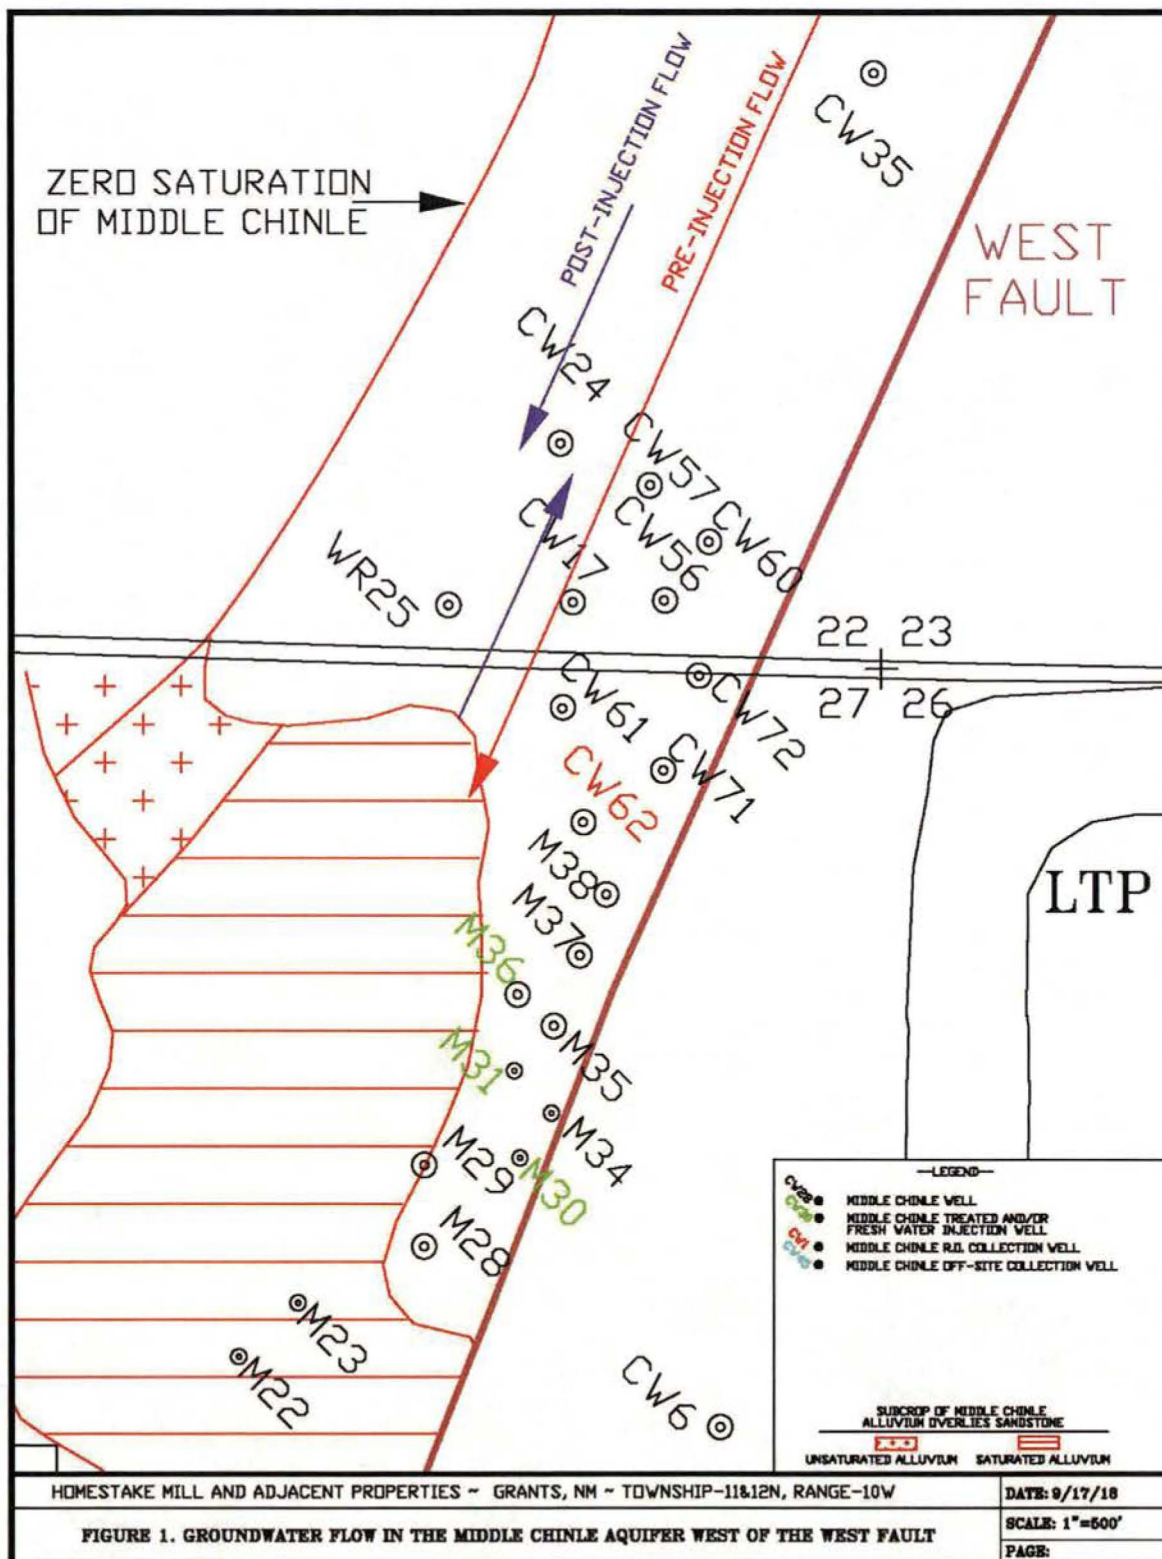 CW35
POST-INJECTION FLOW
PRE-INJECTION FLOW
ZERO SATURATION
OF MIDDLE CHINLE
WEST
FAULT
CW24
CW57
CW60
CW56
CW17
WR25
22 23
27 26
CW72
CW61
CW71
CW62
LTP
M38
M37
M36
M35
M31
M34
M29
M30
M28
M23
M22
CW6
LEGEND
CW28 MIDDLE CHINLE WELL
MIDDLE CHINLE TREATED AND/OR
FRESH WATER INJECTION WELL
CW1 MIDDLE CHINLE R.O. COLLECTION WELL
CW45 MIDDLE CHINLE OFF-SITE COLLECTION WELL
SUBCROP OF MIDDLE CHINLE
ALLUVIUM OVERLIES SANDSTONE
UNSATURATED ALLUVIUM SATURATED ALLUVIUM
HOMESTAKE MILL AND ADJACENT PROPERTIES ~ GRANTS, NM ~ TOWNSHIP-11&12N, RANGE-10W
DATE: 9/17/18
FIGURE 1. GROUNDWATER FLOW IN THE MIDDLE CHINLE AQUIFER WEST OF THE WEST FAULT
SCALE: 1"=500'
PAGE: